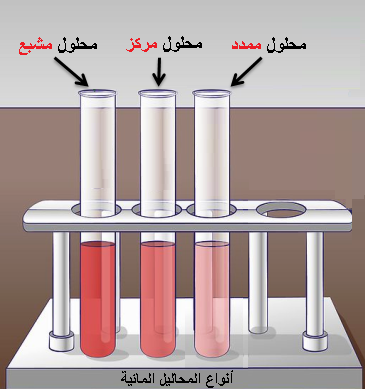 محلول ممدد
محلول مركز
محلول مشبع
أنواع المحاليل المائية